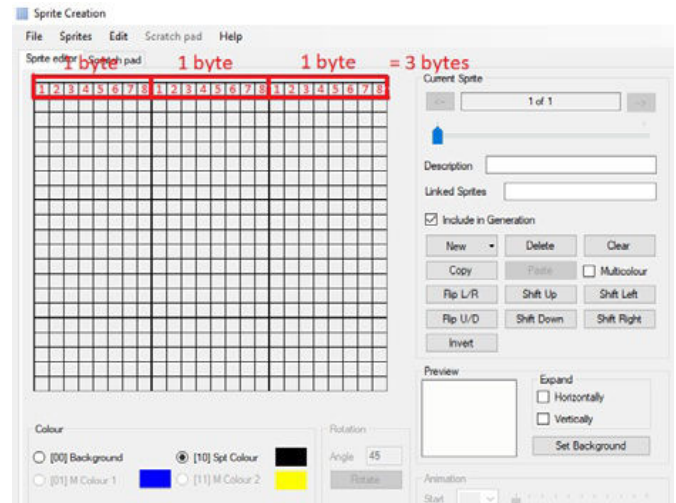 Sprite Creation
File Sprites Edit Scratch pad Help
Sprite editor Scratch pad
1 byte 1 byte 1 byte = 3 bytes
1 2 3 4 5 6 7 8 1 2 3 4 5 6 7 8 1 2 3 4 5 6 7 8
Current Sprite
<- 1 of 1 ->
Description
Linked Sprites
Include in Generation
New Delete Clear
Copy Paste Multicolour
Flip L/R Shift Up Shift Left
Flip U/D Shift Down Shift Right
Invert
Preview
Expand
Horizontally
Vertically
Set Background
Colour
[00] Background [10] Spt Colour
[01] M Colour 1 [11] M Colour 2
Rotation
Angle 45
Rotate
Animation
Start